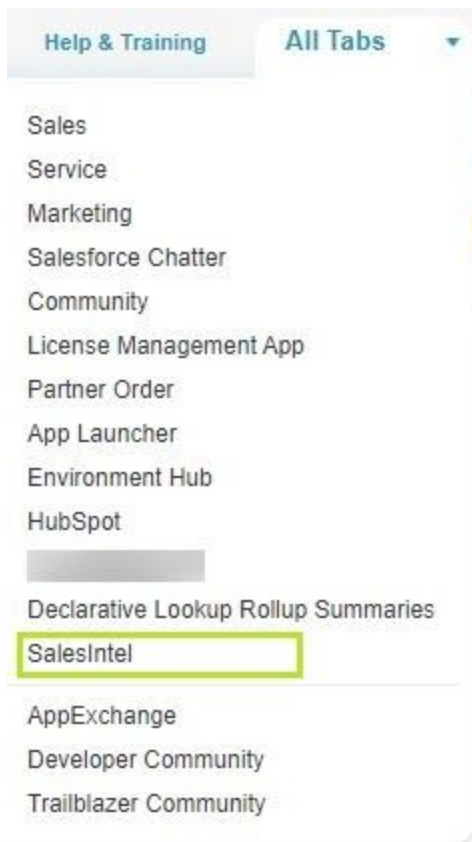 Help & Training All Tabs
Sales
Service
Marketing
Salesforce Chatter
Community
License Management App
Partner Order
App Launcher
Environment Hub
HubSpot
Declarative Lookup Rollup Summaries
SalesIntel
AppExchange
Developer Community
Trailblazer Community